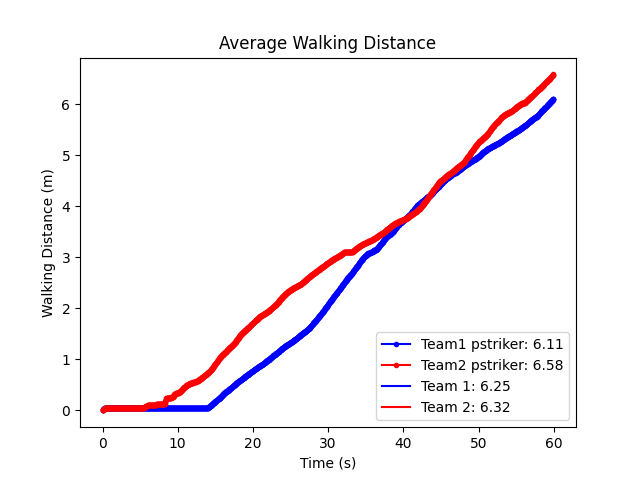 Average Walking Distance
Walking Distance (m)
6
5
4
3
2
1
0
0 10 20 30 40 50 60
Time (s)
Team1 pstriker: 6.11
Team2 pstriker: 6.58
Team 1: 6.25
Team 2: 6.32